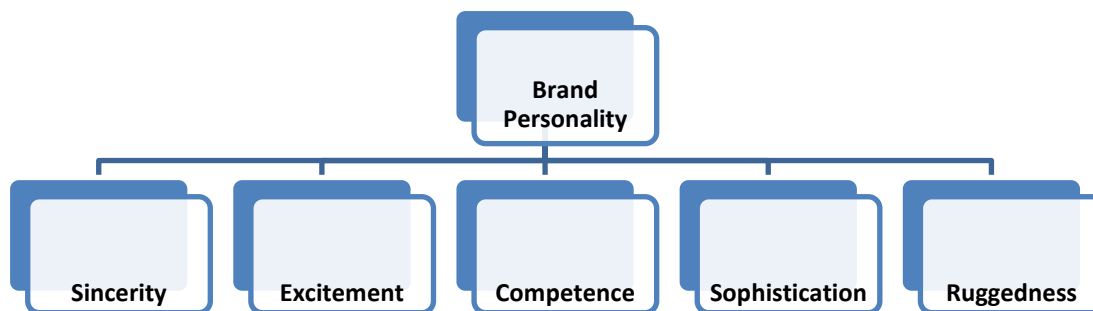 Brand
Personality
Sincerity
Excitement
Competence
Sophistication
Ruggedness